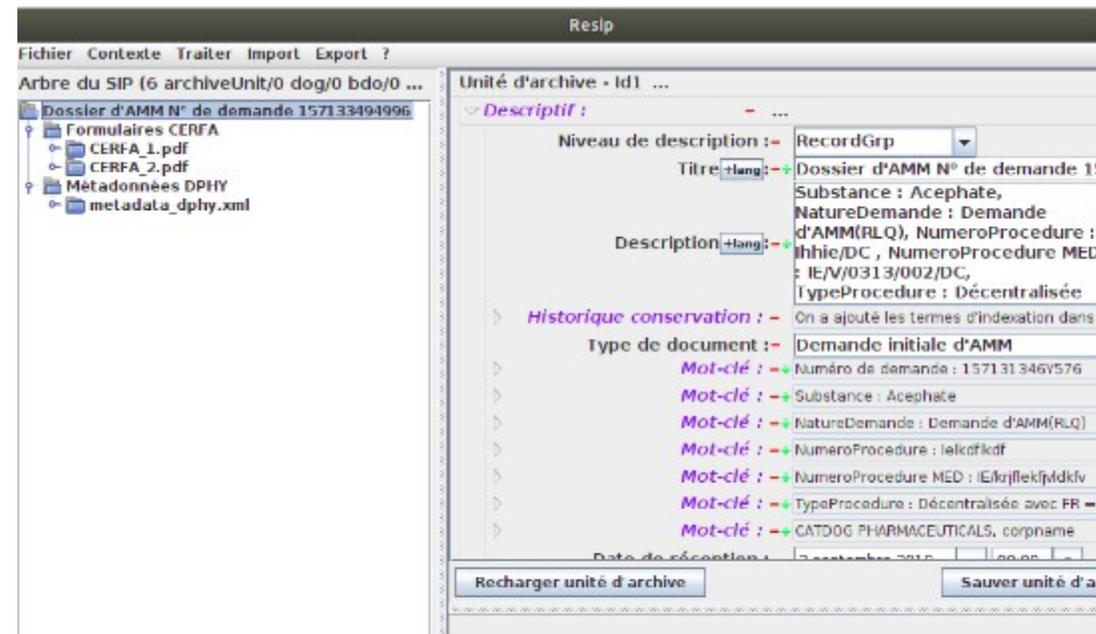 Resip
Fichier Contexte Traiter Import Export ?
Arbre du SIP (6 archiveUnit/0 dog/0 bdo/0 ...
Dossier d'AMM N° de demande 157133494996
Formulaires CERFA
CERFA_1.pdf
CERFA_2.pdf
Métadonnées DPHY
metadata_dphy.xml
Unité d'archive - Id1 ...
Descriptif : - ...
Niveau de description :- RecordGrp
Titre +lang :-+ Dossier d'AMM N° de demande 15
Description +lang :-+
Substance : Acephate,
NatureDemande : Demande
d'AMM(RLQ), NumeroProcedure :
lhhie/DC , NumeroProcedure MED
: IE/V/0313/002/DC,
TypeProcedure : Décentralisée
Historique conservation : - On a ajouté les termes d'indexation dans
Type de document :- Demande initiale d'AMM
Mot-clé : -+ Numéro de demande : 157131346Y576
Mot-clé : -+ Substance : Acephate
Mot-clé : -+ NatureDemande : Demande d'AMM(RLQ)
Mot-clé : -+ NumeroProcedure : lelkdflkdf
Mot-clé : -+ NumeroProcedure MED :
Mot-clé : -+ TypeProcedure : Décentralisée avec FR =
Mot-clé : -+ CATDOG PHARMACEUTICALS, corpname
Date de réception :
Recharger unité d'archive
Sauver unité d'a